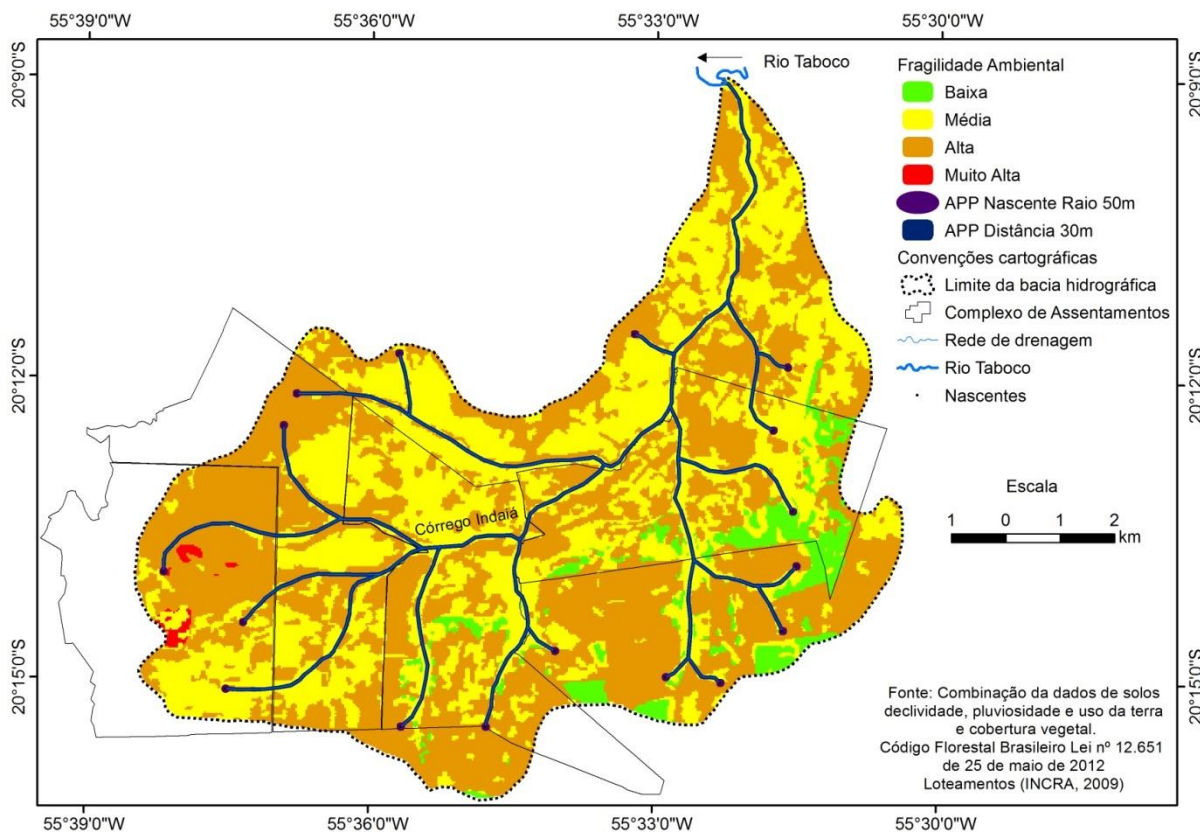 55°39'0"W 55°36'0"W 55°33'0"W 55°30'0"W
20°9'0"S
20°12'0"S
20°15'0"S
Rio Taboco
Córrego Indaiá
Fragilidade Ambiental
Baixa
Média
Alta
Muito Alta
APP Nascente Raio 50m
APP Distância 30m
Convenções cartográficas
Limite da bacia hidrográfica
Complexo de Assentamentos
Rede de drenagem
Rio Taboco
Nascentes
Escala
1 0 1 2
km
Fonte: Combinação da dados de solos
declividade, pluviosidade e uso da terra
e cobertura vegetal.
Código Florestal Brasileiro Lei nº 12.651
de 25 de maio de 2012
Loteamentos (INCRA, 2009)
20°9'0"S
20°12'0"S
20°15'0"S
55°39'0"W 55°36'0"W 55°33'0"W 55°30'0"W